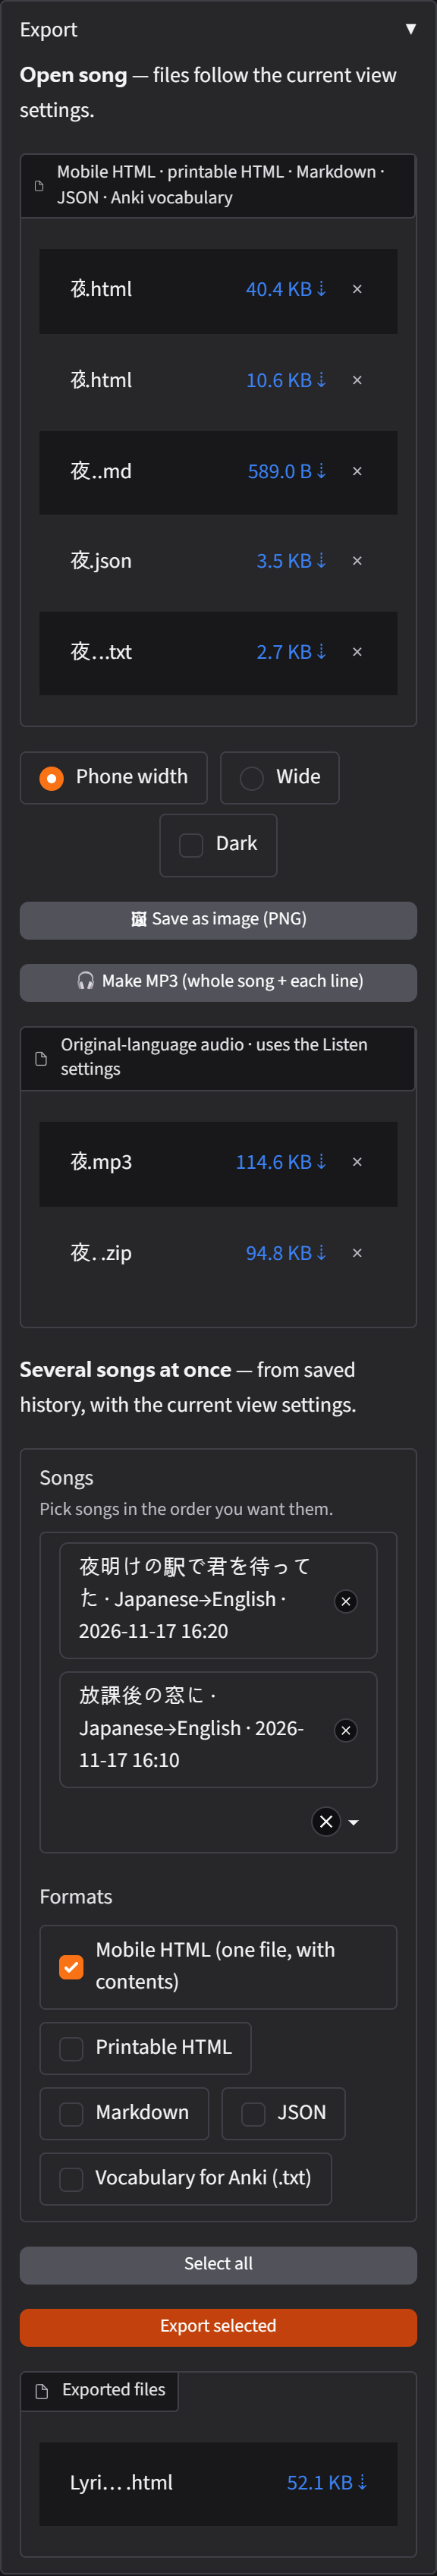 Export ▼
Open song — files follow the current view
settings.
Mobile HTML · printable HTML · Markdown ·
JSON · Anki vocabulary
夜.html 40.4 KB ⇣ ×
夜.html 10.6 KB ⇣ ×
夜..md 589.0 B ⇣ ×
夜.json 3.5 KB ⇣ ×
夜...txt 2.7 KB ⇣ ×
Phone width Wide
Dark
🖼 Save as image (PNG)
🎧 Make MP3 (whole song + each line)
Original-language audio · uses the Listen
settings
夜.mp3 114.6 KB ⇣ ×
夜. .zip 94.8 KB ⇣ ×
Several songs at once — from saved
history, with the current view settings.
Songs
Pick songs in the order you want them.
夜明けの駅で君を待って
た · Japanese→English ·
2026-11-17 16:20
放課後の窓に ·
Japanese→English · 2026-
11-17 16:10
Formats
Mobile HTML (one file, with
contents)
Printable HTML
Markdown JSON
Vocabulary for Anki (.txt)
Select all
Export selected
Exported files
Lyri... .html 52.1 KB ⇣